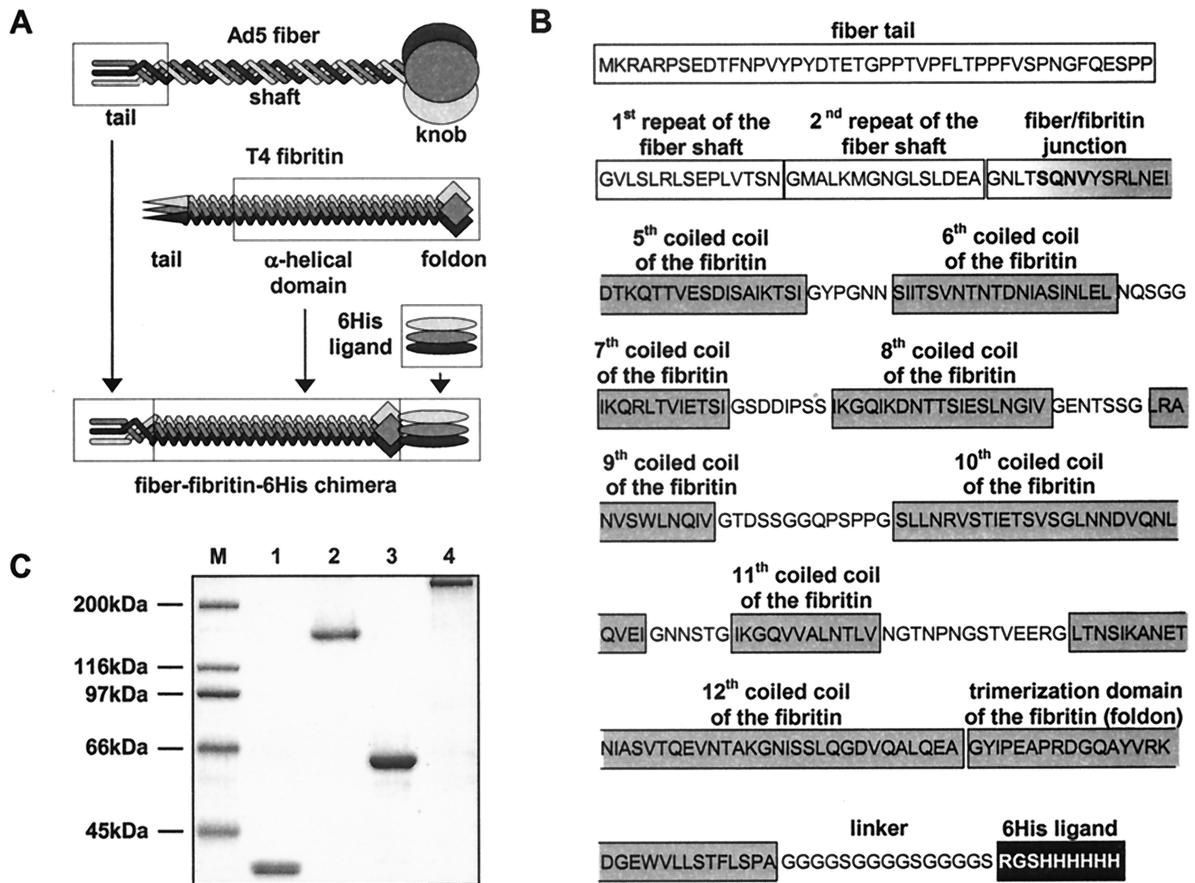 A
Ad5 fiber
shaft
tail
knob
T4 fibritin
tail
α-helical
domain
foldon
6His
ligand
fiber-fibritin-6His chimera
B
fiber tail
MKRARPSEDTFNPVYPYDTETGPPTVPFLTPPFVSPNGFQESPP
1st repeat of the
fiber shaft
2nd repeat of the
fiber shaft
fiber/fibritin
junction
GVLSLRLSEPLVTSN GMALKMGNGLSLDEA GNLTSQNVYSRLNEI
5th coiled coil
of the fibritin
6th coiled coil
of the fibritin
DTKQTTVESDISAIKTSI GYPGNN SIITSVNTNTDNIASINLEL NQSGG
7th coiled coil
of the fibritin
8th coiled coil
of the fibritin
IKQRLTVIETSI GSDDIPSS IKGQIKDNTTSIESLNGIV GENTSSG LRA
9th coiled coil
of the fibritin
10th coiled coil
of the fibritin
NVSWLNQIV GTDSSGGQPSPPG SLLNRVSTIETSVSGLNNDVQNL
11th coiled coil
of the fibritin
QVEI GNNSTG IKGQVVALNTLV NGTNPNGSTVEERG LTNSIKANET
12th coiled coil
of the fibritin
trimerization domain
of the fibritin (foldon)
NIASVTQEVNTAKGNISSLQGDVQALQEA GYIPEAPRDGQAYVRK
linker
6His ligand
DGEWVLLSTFLSPA GGGGSGGGGSGGGGS RGSHHHHHH
C
M 1 2 3 4
200kDa
116kDa
97kDa
66kDa
45kDa